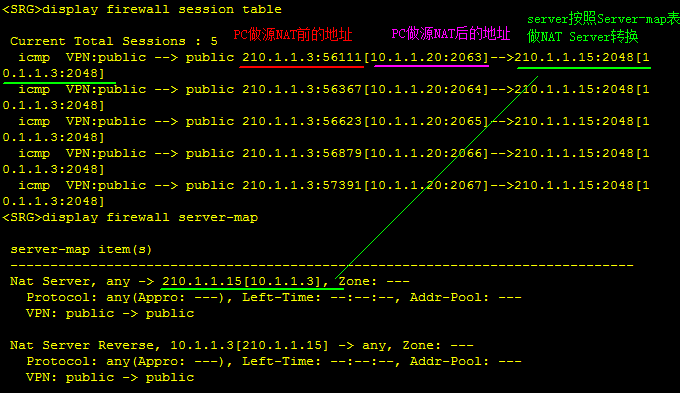 <SRG>display firewall session table
server按照Server-map表
做NAT Server转换
Current Total Sessions : 5
PC做源NAT前的地址
PC做源NAT后的地址
icmp  VPN:public --> public 210.1.1.3:56111[10.1.1.20:2063]-->210.1.1.15:2048[1
0.1.1.3:2048]
icmp  VPN:public --> public 210.1.1.3:56367[10.1.1.20:2064]-->210.1.1.15:2048[1
0.1.1.3:2048]
icmp  VPN:public --> public 210.1.1.3:56623[10.1.1.20:2065]-->210.1.1.15:2048[1
0.1.1.3:2048]
icmp  VPN:public --> public 210.1.1.3:56879[10.1.1.20:2066]-->210.1.1.15:2048[1
0.1.1.3:2048]
icmp  VPN:public --> public 210.1.1.3:57391[10.1.1.20:2067]-->210.1.1.15:2048[1
0.1.1.3:2048]
<SRG>display firewall server-map
server-map item(s)
------------------------------------------------------------------------------
Nat Server, any -> 210.1.1.15[10.1.1.3], Zone: ---
Protocol: any(Appro: ---), Left-Time: --:--:--, Addr-Pool: ---
VPN: public -> public
Nat Server Reverse, 10.1.1.3[210.1.1.15] -> any, Zone: ---
Protocol: any(Appro: ---), Left-Time: --:--:--, Addr-Pool: ---
VPN: public -> public